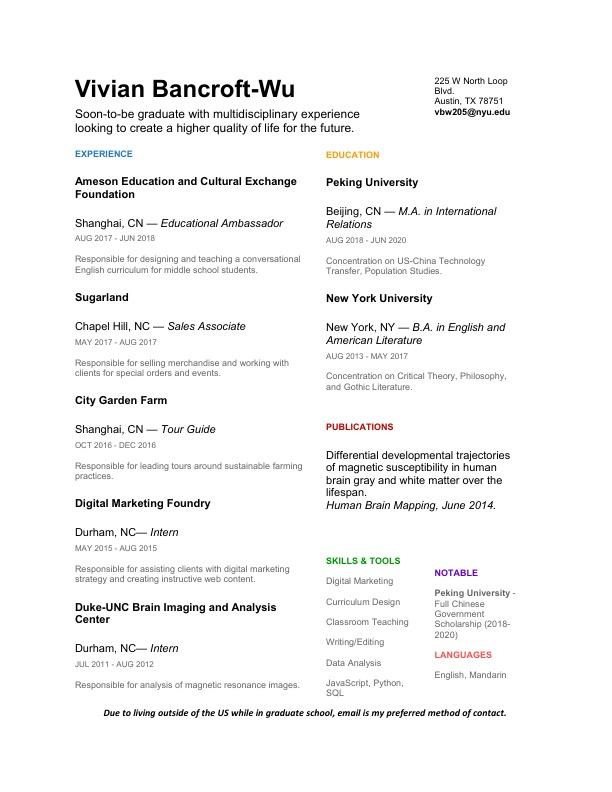 Vivian Bancroft-Wu
Soon-to-be graduate with multidisciplinary experience
looking to create a higher quality of life for the future.
225 W North Loop
Blvd.
Austin, TX 78751
vbw205@nyu.edu
EXPERIENCE
Ameson Education and Cultural Exchange
Foundation
Shanghai, CN — Educational Ambassador
AUG 2017 - JUN 2018
Responsible for designing and teaching a conversational
English curriculum for middle school students.
Sugarland
Chapel Hill, NC — Sales Associate
MAY 2017 - AUG 2017
Responsible for selling merchandise and working with
clients for special orders and events.
City Garden Farm
Shanghai, CN — Tour Guide
OCT 2016 - DEC 2016
Responsible for leading tours around sustainable farming
practices.
Digital Marketing Foundry
Durham, NC— Intern
MAY 2015 - AUG 2015
Responsible for assisting clients with digital marketing
strategy and creating instructive web content.
Duke-UNC Brain Imaging and Analysis
Center
Durham, NC— Intern
JUL 2011 - AUG 2012
Responsible for analysis of magnetic resonance images.
EDUCATION
Peking University
Beijing, CN — M.A. in International
Relations
AUG 2018 - JUN 2020
Concentration on US-China Technology
Transfer, Population Studies.
New York University
New York, NY — B.A. in English and
American Literature
AUG 2013 - MAY 2017
Concentration on Critical Theory, Philosophy,
and Gothic Literature.
PUBLICATIONS
Differential developmental trajectories
of magnetic susceptibility in human
brain gray and white matter over the
lifespan.
Human Brain Mapping, June 2014.
SKILLS & TOOLS
Digital Marketing
Curriculum Design
Classroom Teaching
Writing/Editing
Data Analysis
JavaScript, Python,
SQL
NOTABLE
Peking University -
Full Chinese
Government
Scholarship (2018-
2020)
LANGUAGES
English, Mandarin
Due to living outside of the US while in graduate school, email is my preferred method of contact.